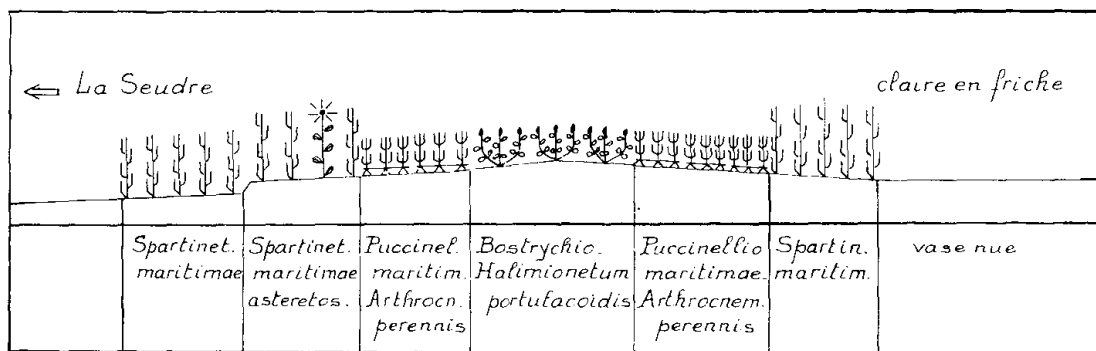 La Seudre
claire en friche
Spartinet.
maritimae
Spartinet.
maritimae
asteretos.
Puccinel.
maritim.
Arthrocn.
perennis
Bostrychio.
Halimionetum
portulacoidis
Puccinellio
maritimae.
Arthrocnem.
perennis
Spartin.
maritim.
vase nue